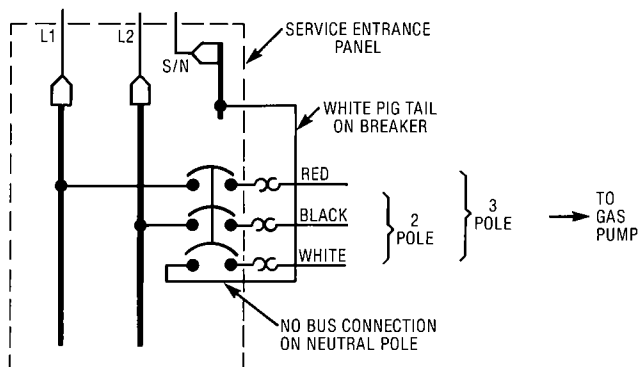 L1
L2
S/N
SERVICE ENTRANCE
PANEL
WHITE PIG TAIL
ON BREAKER
RED
BLACK
WHITE
2
POLE
3
POLE
TO
GAS
PUMP
NO BUS CONNECTION
ON NEUTRAL POLE